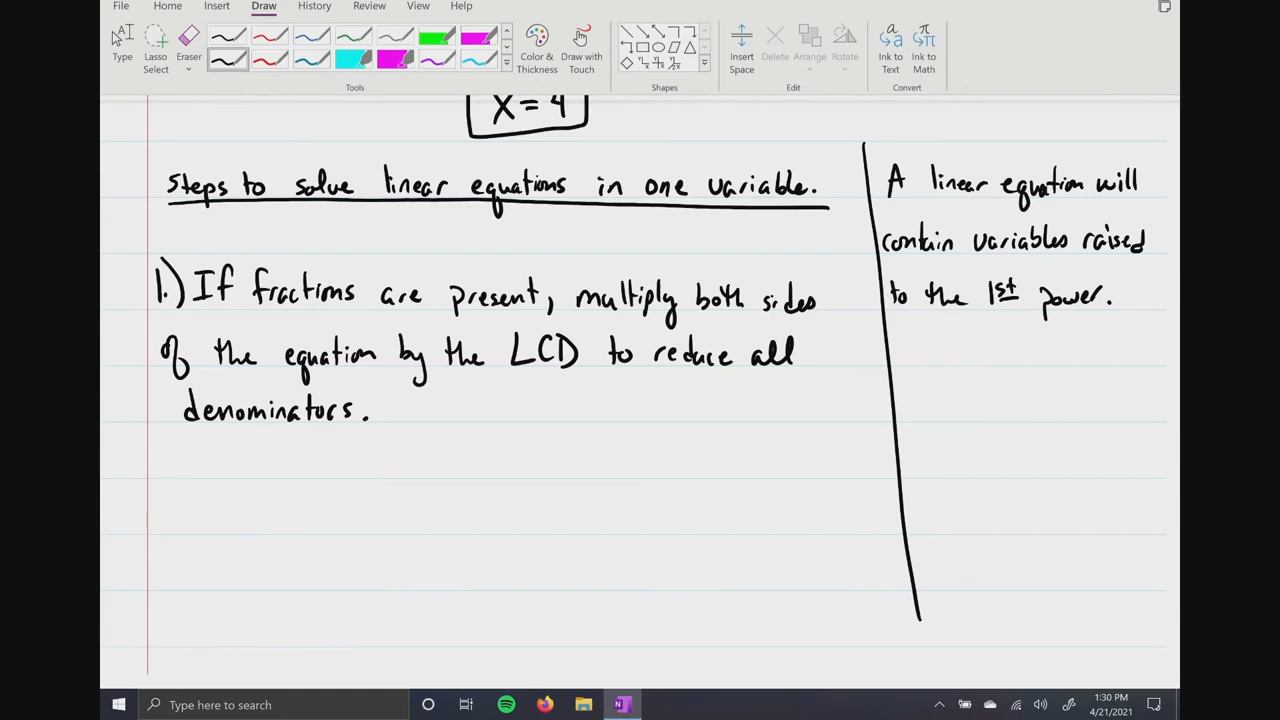 File Home Insert Draw History Review View Help
Type Lasso Select Eraser Color & Thickness Draw with Touch Insert Space Delete Arrange Rotate Ink to Text Ink to Math
Tools Shapes Edit Convert
X = 4
Steps to solve linear equations in one variable.
1.) If fractions are present, multiply both sides
of the equation by the LCD to reduce all
denominators.
A linear equation will
contain variables raised
to the 1st power.
Type here to search
1:30 PM
4/21/2021